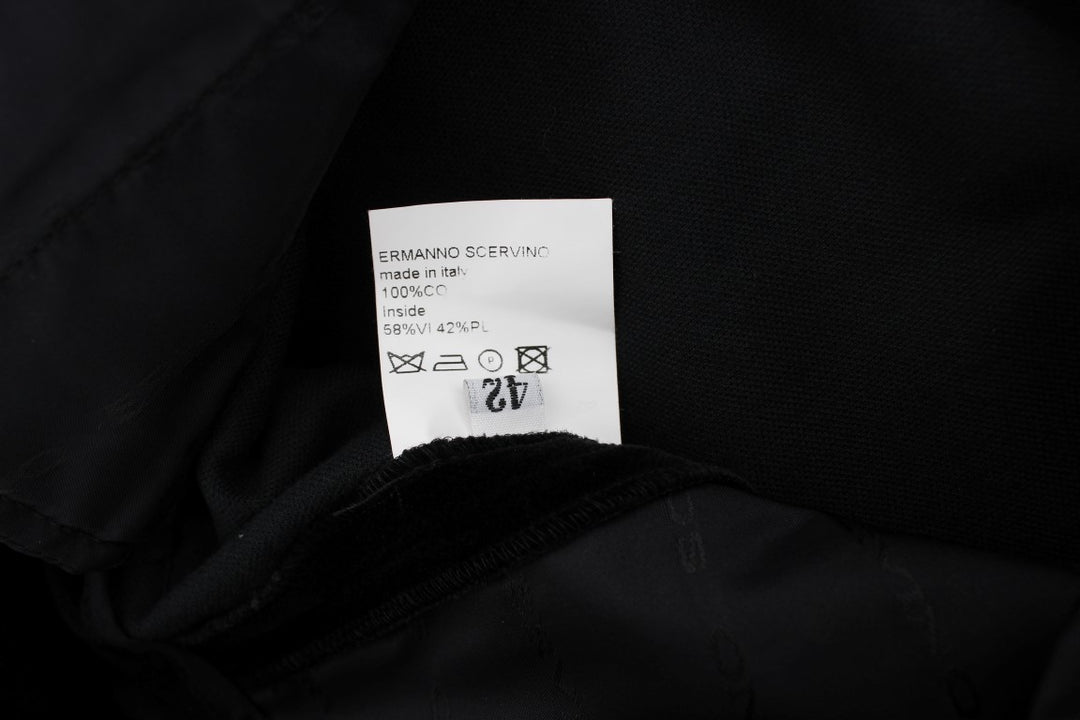 ERMANNO SCERVINO
made in italy
100%CO
Inside
58%VI 42%PL
P
42